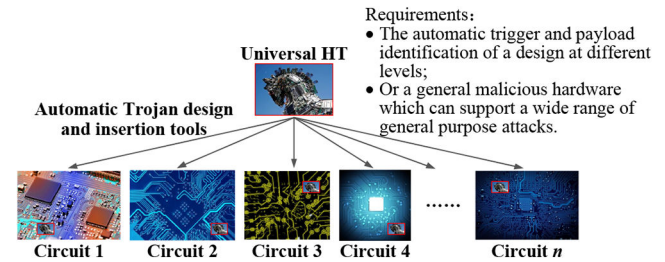 Requirements：
• The automatic trigger and payload
identification of a design at different
levels;
• Or a general malicious hardware
which can support a wide range of
general purpose attacks.
Universal HT
Automatic Trojan design
and insertion tools
......
Circuit 1
Circuit 2
Circuit 3
Circuit 4
Circuit n